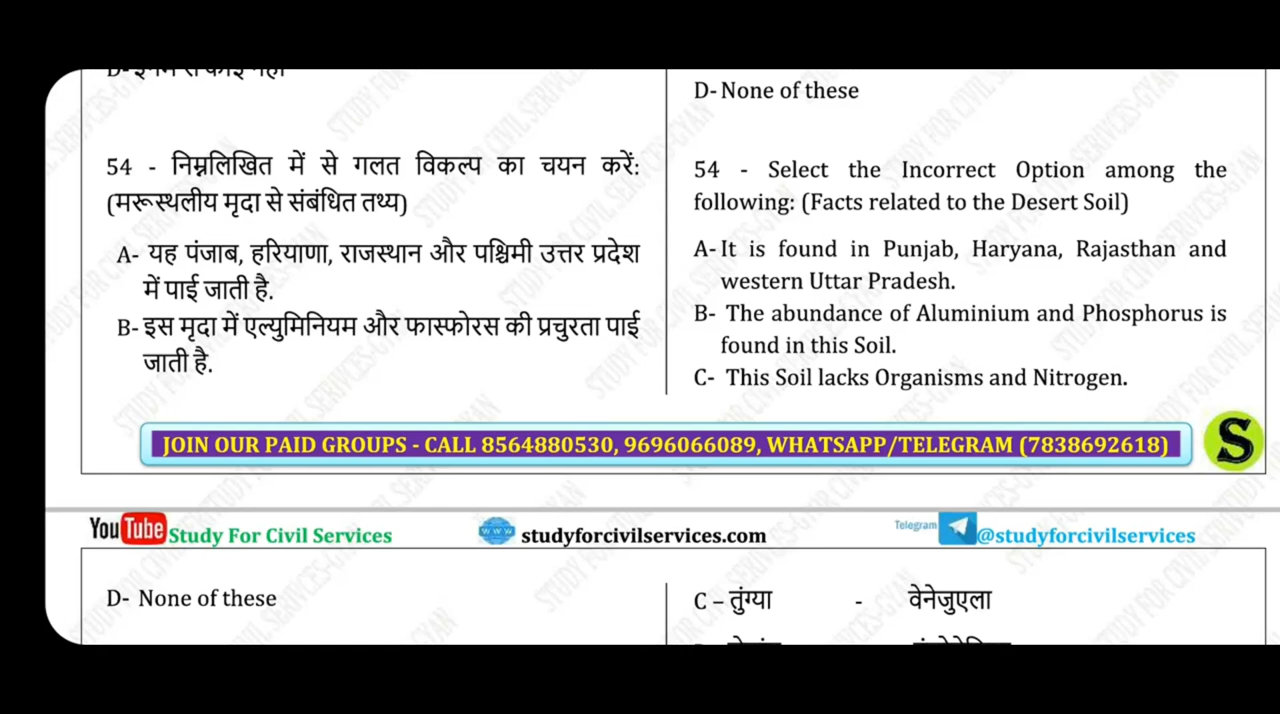 D- None of these
54 - निम्नलिखित में से गलत विकल्प का चयन करें:
(मरूस्थलीय मृदा से संबंधित तथ्य)
A- यह पंजाब, हरियाणा, राजस्थान और पश्चिमी उत्तर प्रदेश
में पाई जाती है.
B- इस मृदा में एल्युमिनियम और फास्फोरस की प्रचुरता पाई
जाती है.
54 - Select the Incorrect Option among the
following: (Facts related to the Desert Soil)
A- It is found in Punjab, Haryana, Rajasthan and
western Uttar Pradesh.
B- The abundance of Aluminium and Phosphorus is
found in this Soil.
C- This Soil lacks Organisms and Nitrogen.
JOIN OUR PAID GROUPS - CALL 8564880530, 9696066089, WHATSAPP/TELEGRAM (7838692618)
S
YouTube Study For Civil Services
www studyforcivilservices.com
Telegram @studyforcivilservices
D- None of these
C – तुंग्या - वेनेजुएला